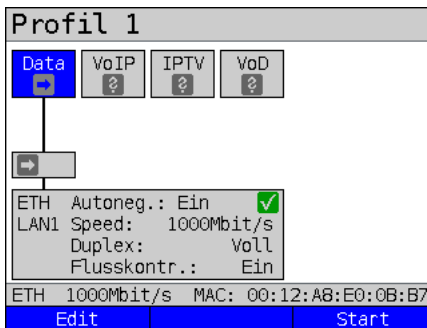 Profil 1
Data VoIP IPTV VoD
ETH Autoneg.: Ein
LAN1 Speed: 1000Mbit/s
Duplex: Voll
Flusskontr.: Ein
ETH 1000Mbit/s MAC: 00:12:A8:E0:0B:B7
Edit Start